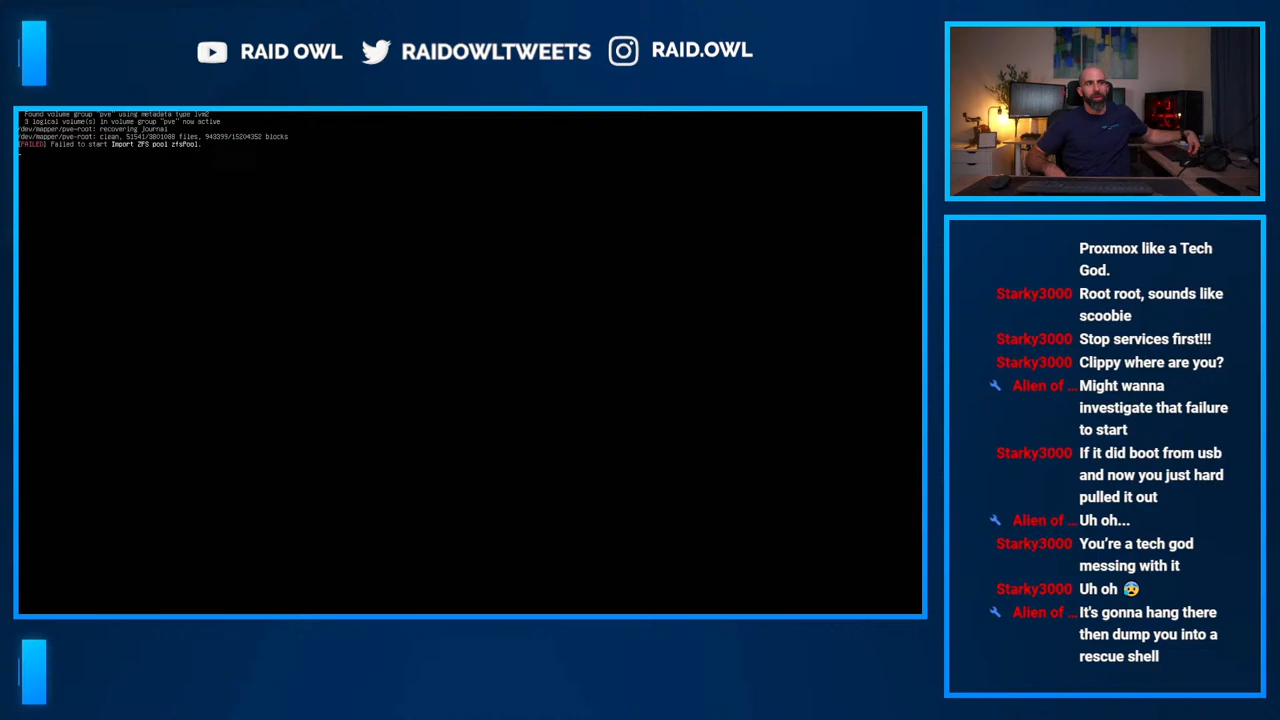 RAID OWL
RAIDOWLTWEETS
RAID.OWL
Found volume group "pve" using metadata type lvm2
3 logical volume(s) in volume group "pve" now active
/dev/mapper/pve-root: recovering journal
/dev/mapper/pve-root: clean, 51541/3801088 files, 943399/15204352 blocks
[FAILED] Failed to start Import ZFS pool zfsPool.
Proxmox like a Tech
God.
Starky3000 Root root, sounds like
scoobie
Starky3000 Stop services first!!!
Starky3000 Clippy where are you?
Alien of ... Might wanna
investigate that failure
to start
Starky3000 If it did boot from usb
and now you just hard
pulled it out
Alien of ... Uh oh...
Starky3000 You're a tech god
messing with it
Starky3000 Uh oh 😰
Alien of ... It's gonna hang there
then dump you into a
rescue shell